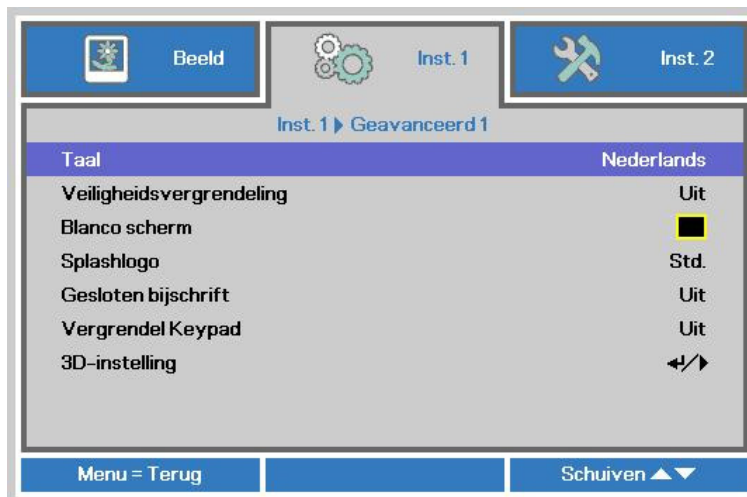 Beeld
Inst. 1
Inst. 2
Inst. 1 ▶ Geavanceerd 1
Taal Nederlands
Veiligheidsvergrendeling Uit
Blanco scherm
Splashlogo Std.
Gesloten bijschrift Uit
Vergrendel Keypad Uit
3D-instelling ↵/▶
Menu = Terug
Schuiven ▲▼